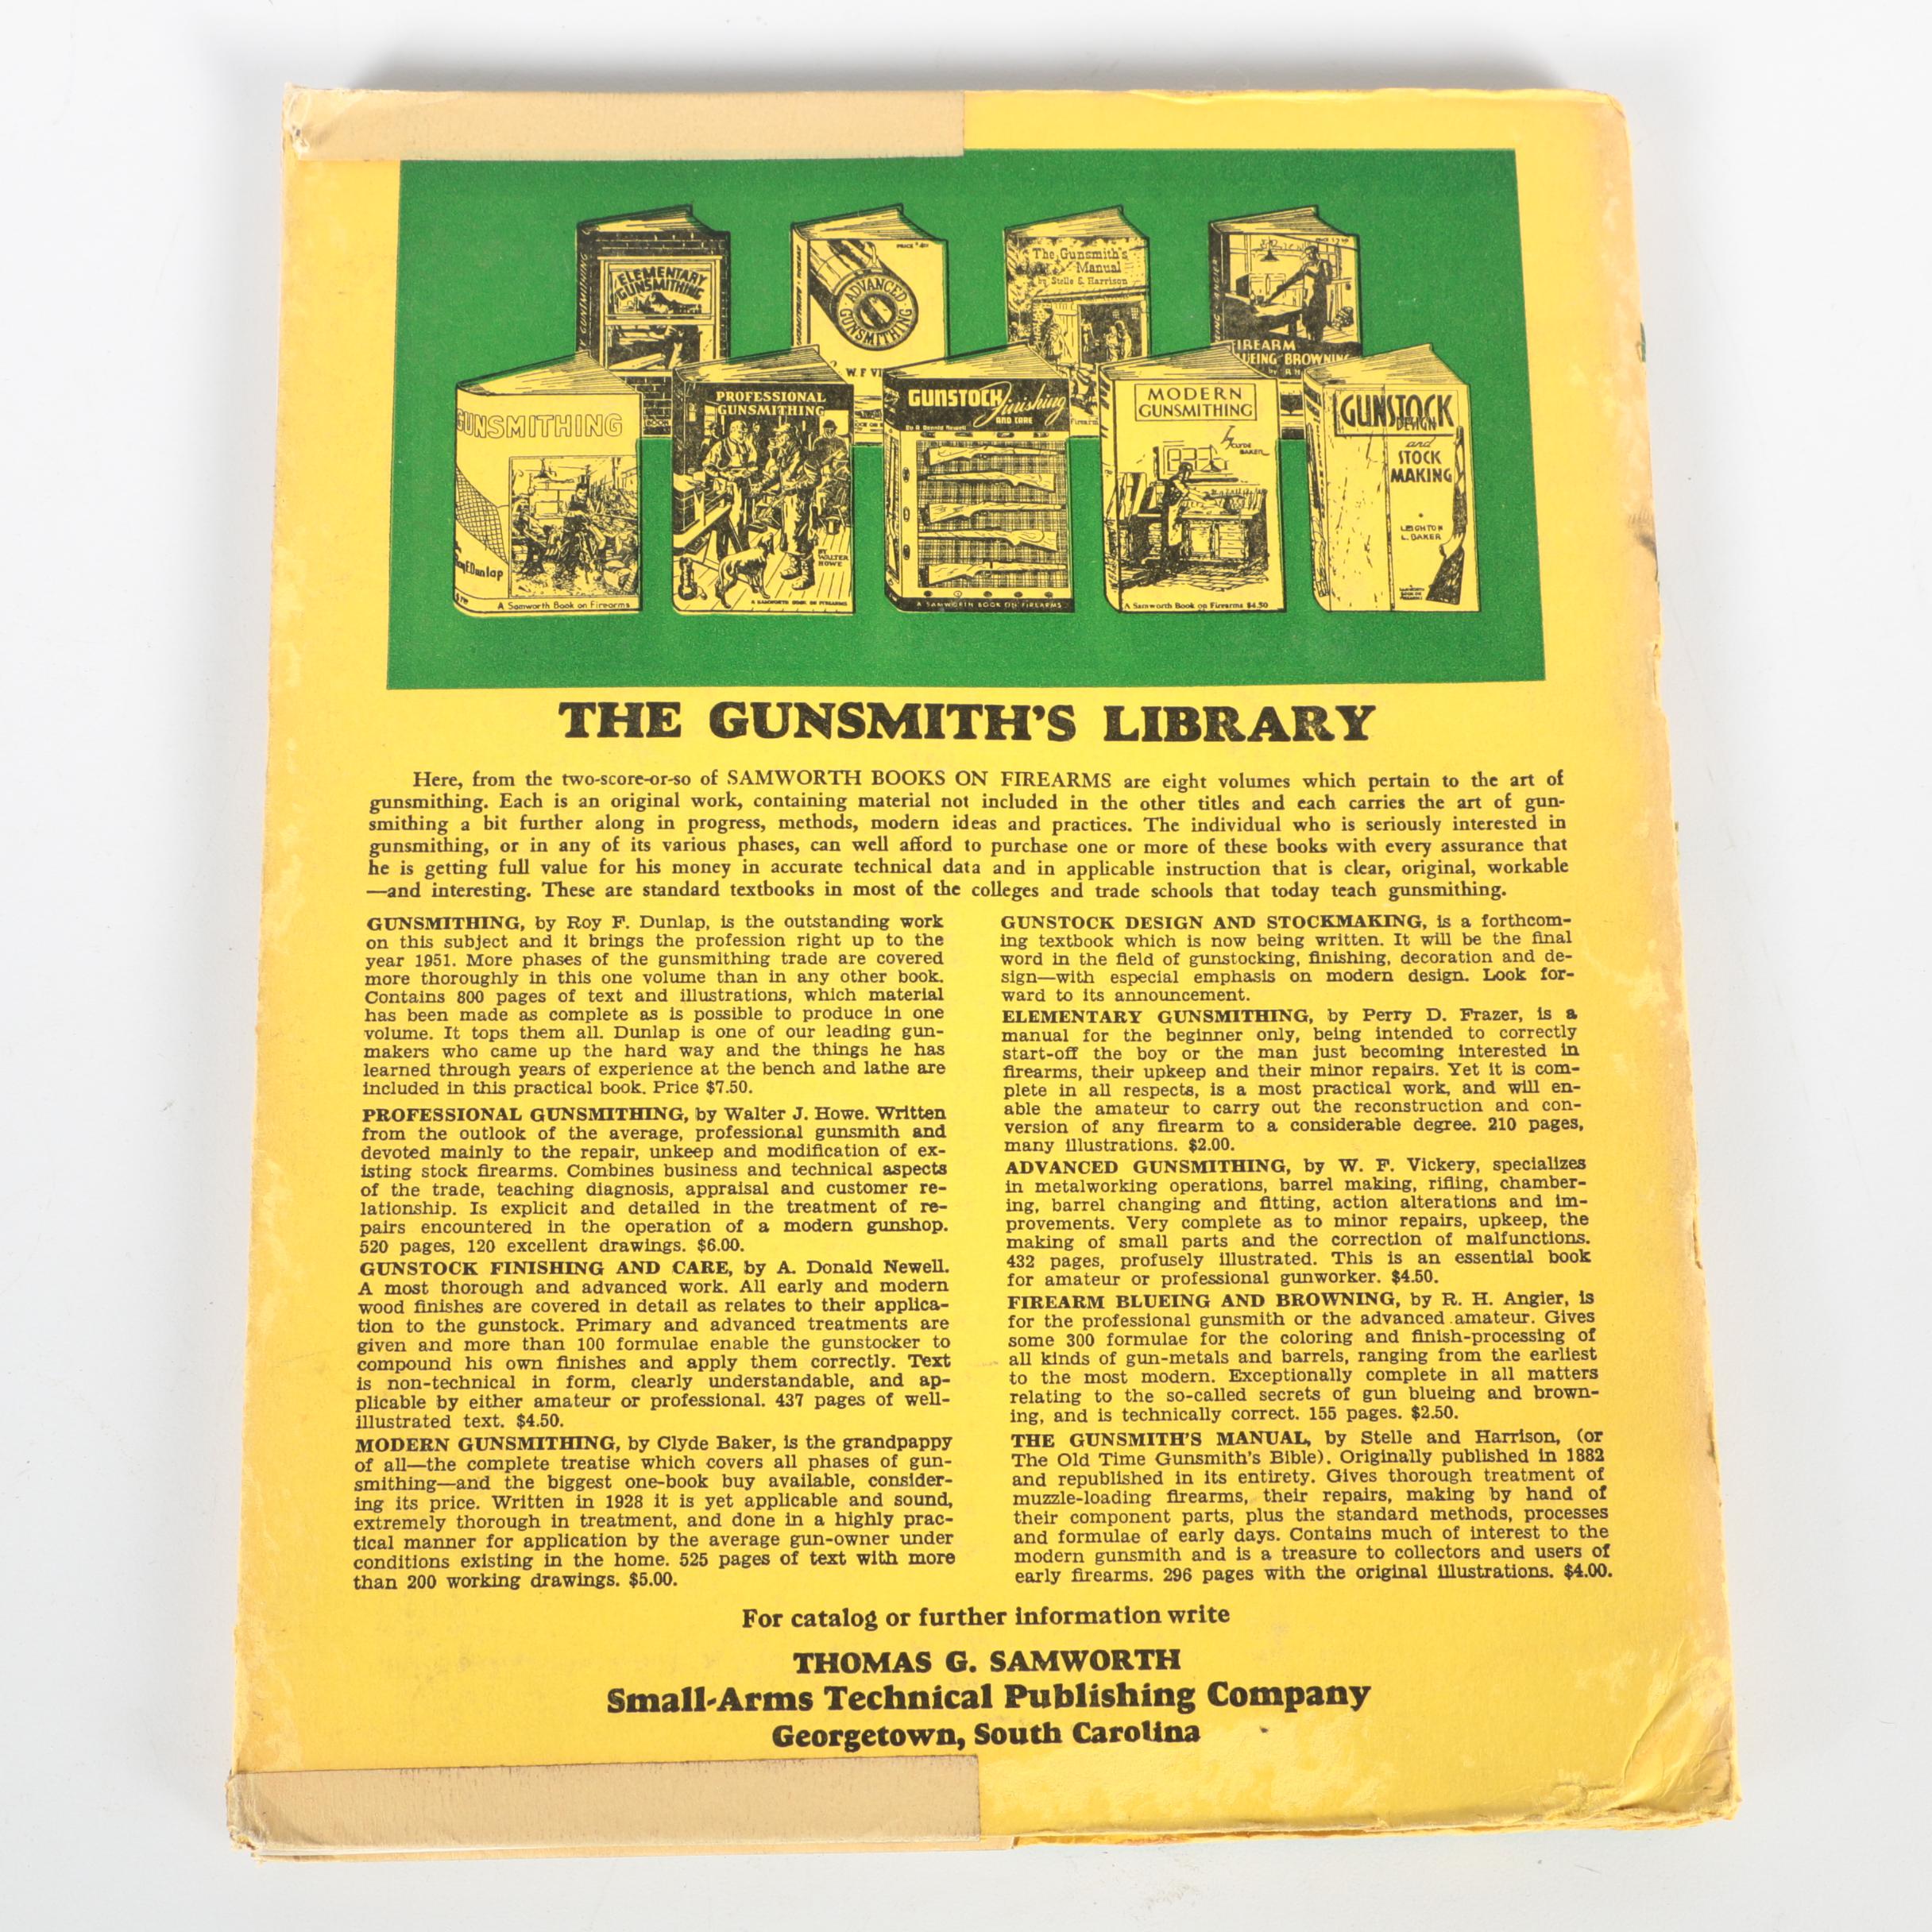 GUNSMITHING
ELEMENTARY
GUNSMITHING
BOOK
PRICE
ADVANCED
GUNSMITHING
W. F. VI
The Gunsmith's
Manual
by Stelle & Harrison
Firearms
FIREARM
BLUEING BROWNING
GUNSMITHING
Roy F. Dunlap
A Samworth Book on Firearms
PROFESSIONAL
GUNSMITHING
BY
WALTER
HOWE
A SAMWORTH BOOK ON FIREARMS
GUNSTOCK Finishing
AND CARE
By A Donald Newell
A SAMWORTH BOOK ON FIREARMS
MODERN
GUNSMITHING
by CLYDE
BAKER
A Samworth Book on Firearms $4.50
GUNSTOCK
DESIGN
and
STOCK
MAKING
LEIGHTON
L. BAKER
A
SAMWORTH
BOOK ON
FIREARMS
THE GUNSMITH'S LIBRARY
Here, from the two-score-or-so of SAMWORTH BOOKS ON FIREARMS are eight volumes which pertain to the art of
gunsmithing. Each is an original work, containing material not included in the other titles and each carries the art of gun-
smithing a bit further along in progress, methods, modern ideas and practices. The individual who is seriously interested in
gunsmithing, or in any of its various phases, can well afford to purchase one or more of these books with every assurance that
he is getting full value for his money in accurate technical data and in applicable instruction that is clear, original, workable
—and interesting. These are standard textbooks in most of the colleges and trade schools that today teach gunsmithing.
GUNSMITHING, by Roy F. Dunlap, is the outstanding work
on this subject and it brings the profession right up to the
year 1951. More phases of the gunsmithing trade are covered
more thoroughly in this one volume than in any other book.
Contains 800 pages of text and illustrations, which material
has been made as complete as is possible to produce in one
volume. It tops them all. Dunlap is one of our leading gun-
makers who came up the hard way and the things he has
learned through years of experience at the bench and lathe are
included in this practical book. Price $7.50.
PROFESSIONAL GUNSMITHING, by Walter J. Howe. Written
from the outlook of the average, professional gunsmith and
devoted mainly to the repair, unkeep and modification of ex-
isting stock firearms. Combines business and technical aspects
of the trade, teaching diagnosis, appraisal and customer re-
lationship. Is explicit and detailed in the treatment of re-
pairs encountered in the operation of a modern gunshop.
520 pages, 120 excellent drawings. $6.00.
GUNSTOCK FINISHING AND CARE, by A. Donald Newell.
A most thorough and advanced work. All early and modern
wood finishes are covered in detail as relates to their applica-
tion to the gunstock. Primary and advanced treatments are
given and more than 100 formulae enable the gunstocker to
compound his own finishes and apply them correctly. Text
is non-technical in form, clearly understandable, and ap-
plicable by either amateur or professional. 437 pages of well-
illustrated text. $4.50.
MODERN GUNSMITHING, by Clyde Baker, is the grandpappy
of all—the complete treatise which covers all phases of gun-
smithing—and the biggest one-book buy available, consider-
ing its price. Written in 1928 it is yet applicable and sound,
extremely thorough in treatment, and done in a highly prac-
tical manner for application by the average gun-owner under
conditions existing in the home. 525 pages of text with more
than 200 working drawings. $5.00.
GUNSTOCK DESIGN AND STOCKMAKING, is a forthcom-
ing textbook which is now being written. It will be the final
word in the field of gunstocking, finishing, decoration and de-
sign—with especial emphasis on modern design. Look for-
ward to its announcement.
ELEMENTARY GUNSMITHING, by Perry D. Frazer, is a
manual for the beginner only, being intended to correctly
start-off the boy or the man just becoming interested in
firearms, their upkeep and their minor repairs. Yet it is com-
plete in all respects, is a most practical work, and will en-
able the amateur to carry out the reconstruction and con-
version of any firearm to a considerable degree. 210 pages,
many illustrations. $2.00.
ADVANCED GUNSMITHING, by W. F. Vickery, specializes
in metalworking operations, barrel making, rifling, chamber-
ing, barrel changing and fitting, action alterations and im-
provements. Very complete as to minor repairs, upkeep, the
making of small parts and the correction of malfunctions.
432 pages, profusely illustrated. This is an essential book
for amateur or professional gunworker. $4.50.
FIREARM BLUEING AND BROWNING, by R. H. Angier, is
for the professional gunsmith or the advanced amateur. Gives
some 300 formulae for the coloring and finish-processing of
all kinds of gun-metals and barrels, ranging from the earliest
to the most modern. Exceptionally complete in all matters
relating to the so-called secrets of gun blueing and brown-
ing, and is technically correct. 155 pages. $2.50.
THE GUNSMITH'S MANUAL, by Stelle and Harrison, (or
The Old Time Gunsmith's Bible). Originally published in 1882
and republished in its entirety. Gives thorough treatment of
muzzle-loading firearms, their repairs, making by hand of
their component parts, plus the standard methods, processes
and formulae of early days. Contains much of interest to the
modern gunsmith and is a treasure to collectors and users of
early firearms. 296 pages with the original illustrations. $4.00.
For catalog or further information write
THOMAS G. SAMWORTH
Small-Arms Technical Publishing Company
Georgetown, South Carolina